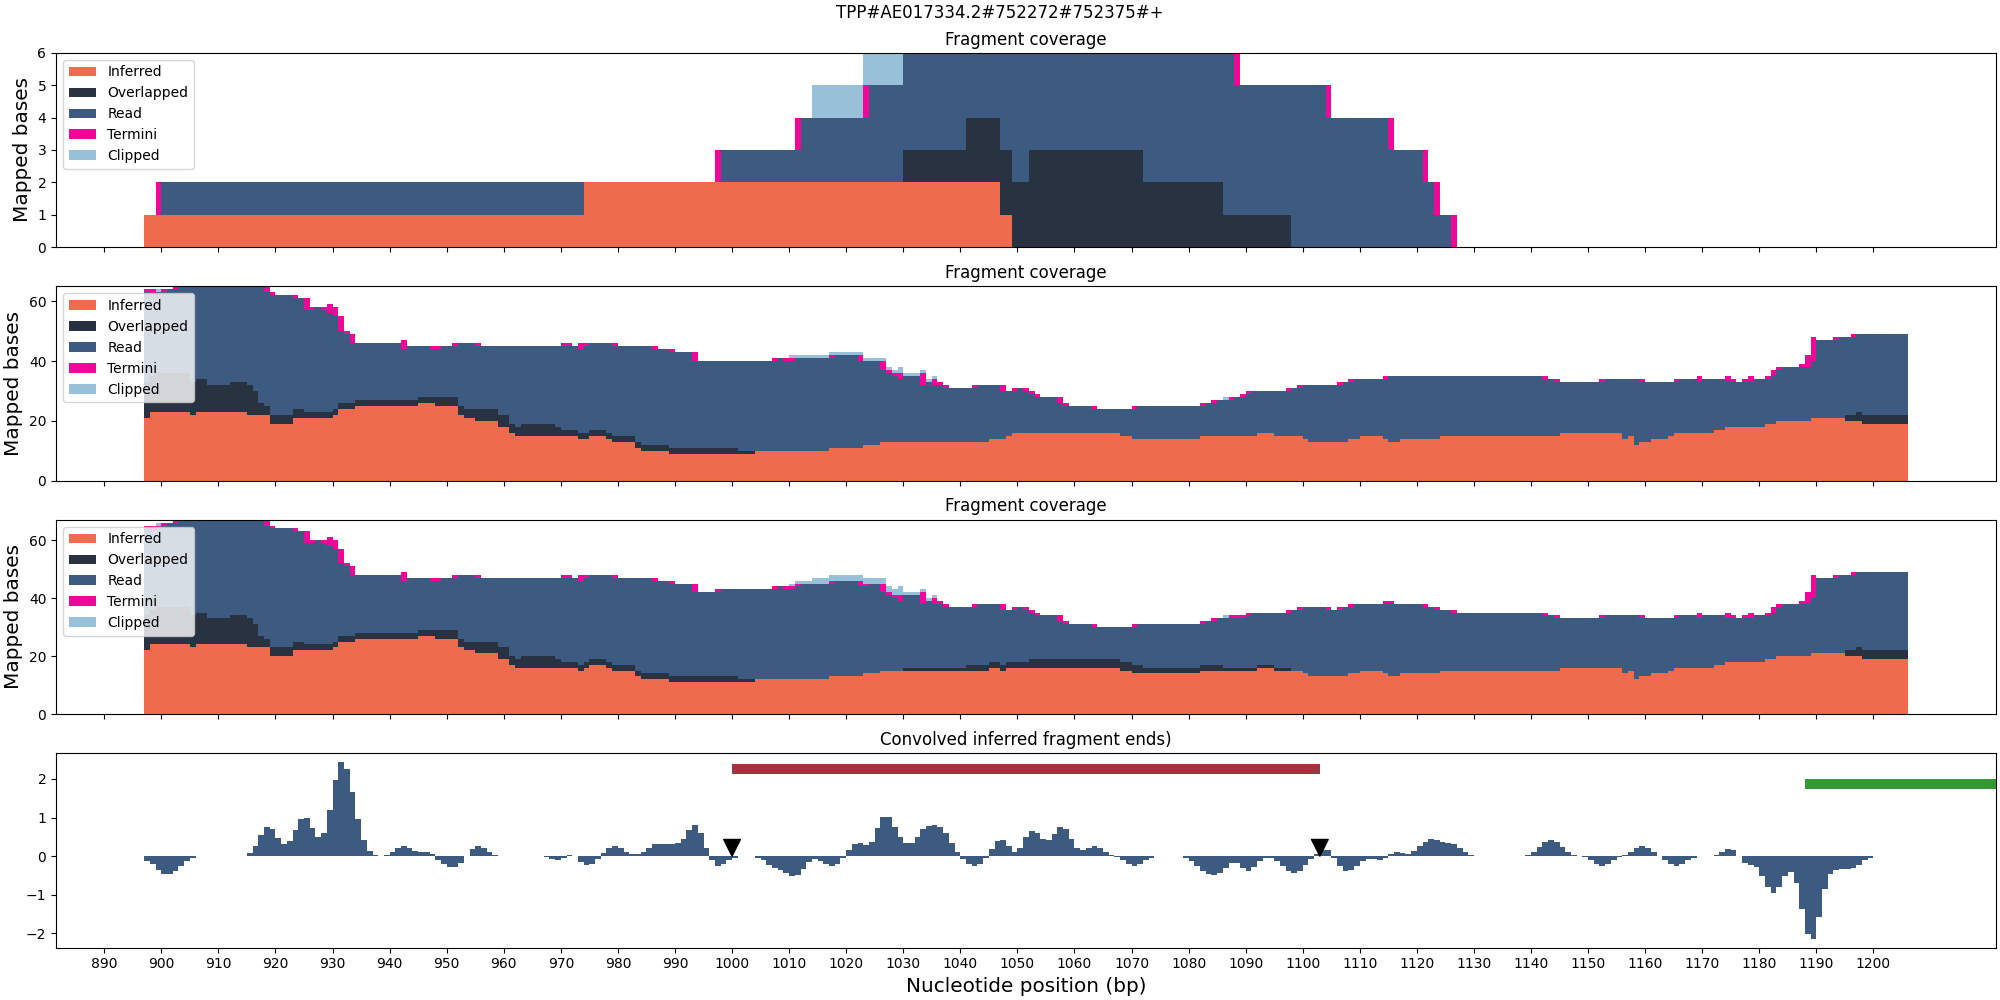 TPP#AE017334.2#752272#752375#+
Fragment coverage
Mapped bases
6
5
4
3
2
1
0
Inferred
Overlapped
Read
Termini
Clipped
Fragment coverage
Mapped bases
60
40
20
0
Inferred
Overlapped
Read
Termini
Clipped
Fragment coverage
Mapped bases
60
40
20
0
Inferred
Overlapped
Read
Termini
Clipped
Convolved inferred fragment ends)
2
1
0
−1
−2
890 900 910 920 930 940 950 960 970 980 990 1000 1010 1020 1030 1040 1050 1060 1070 1080 1090 1100 1110 1120 1130 1140 1150 1160 1170 1180 1190 1200
Nucleotide position (bp)